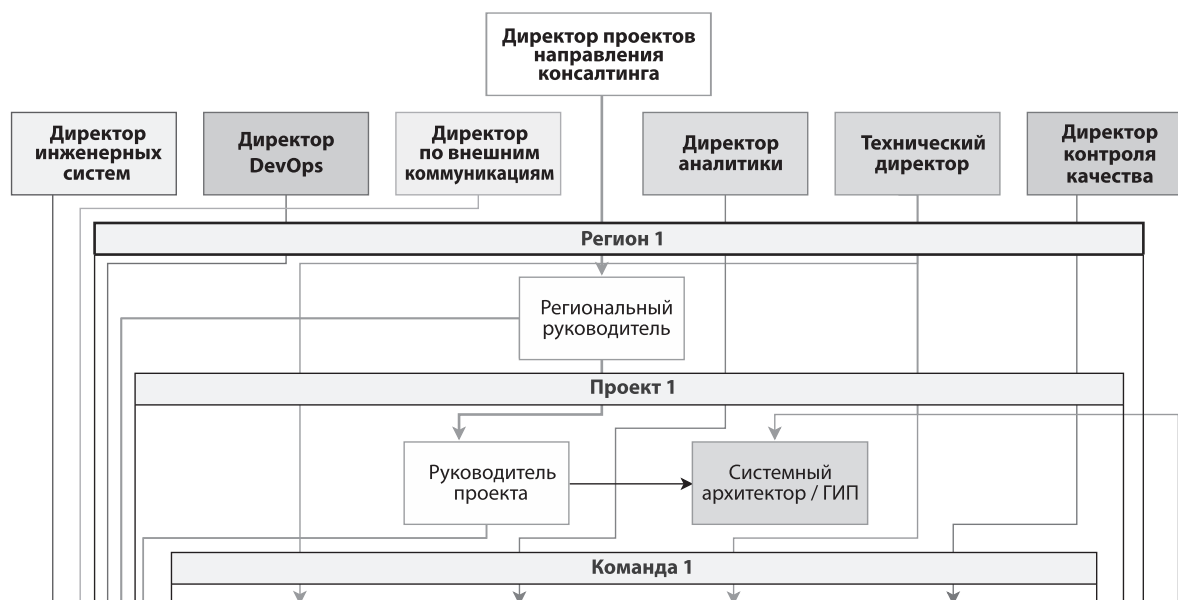 Директор проектов
направления
консалтинга
Директор
инженерных
систем
Директор
DevOps
Директор
по внешним
коммуникациям
Директор
аналитики
Технический
директор
Директор
контроля
качества
Регион 1
Региональный
руководитель
Проект 1
Руководитель
проекта
Системный
архитектор / ГИП
Команда 1